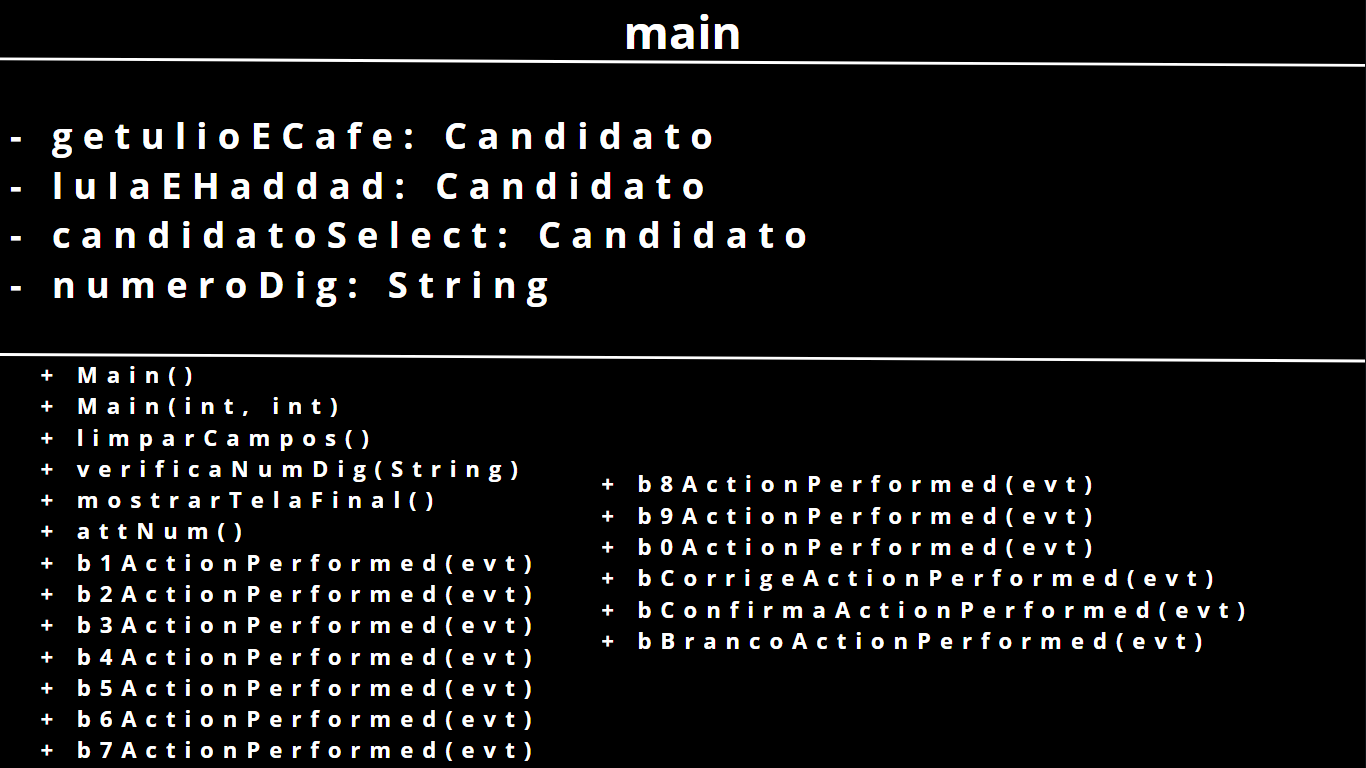 main
- getulioECafe: Candidato
- lulaEHaddad: Candidato
- candidatoSelect: Candidato
- numeroDig: String
+ Main()
+ Main(int, int)
+ limparCampos()
+ verificaNumDig(String)
+ mostrarTelaFinal()
+ attNum()
+ b1ActionPerformed(evt)
+ b2ActionPerformed(evt)
+ b3ActionPerformed(evt)
+ b4ActionPerformed(evt)
+ b5ActionPerformed(evt)
+ b6ActionPerformed(evt)
+ b7ActionPerformed(evt)
+ b8ActionPerformed(evt)
+ b9ActionPerformed(evt)
+ b0ActionPerformed(evt)
+ bCorrigeActionPerformed(evt)
+ bConfirmaActionPerformed(evt)
+ bBrancoActionPerformed(evt)